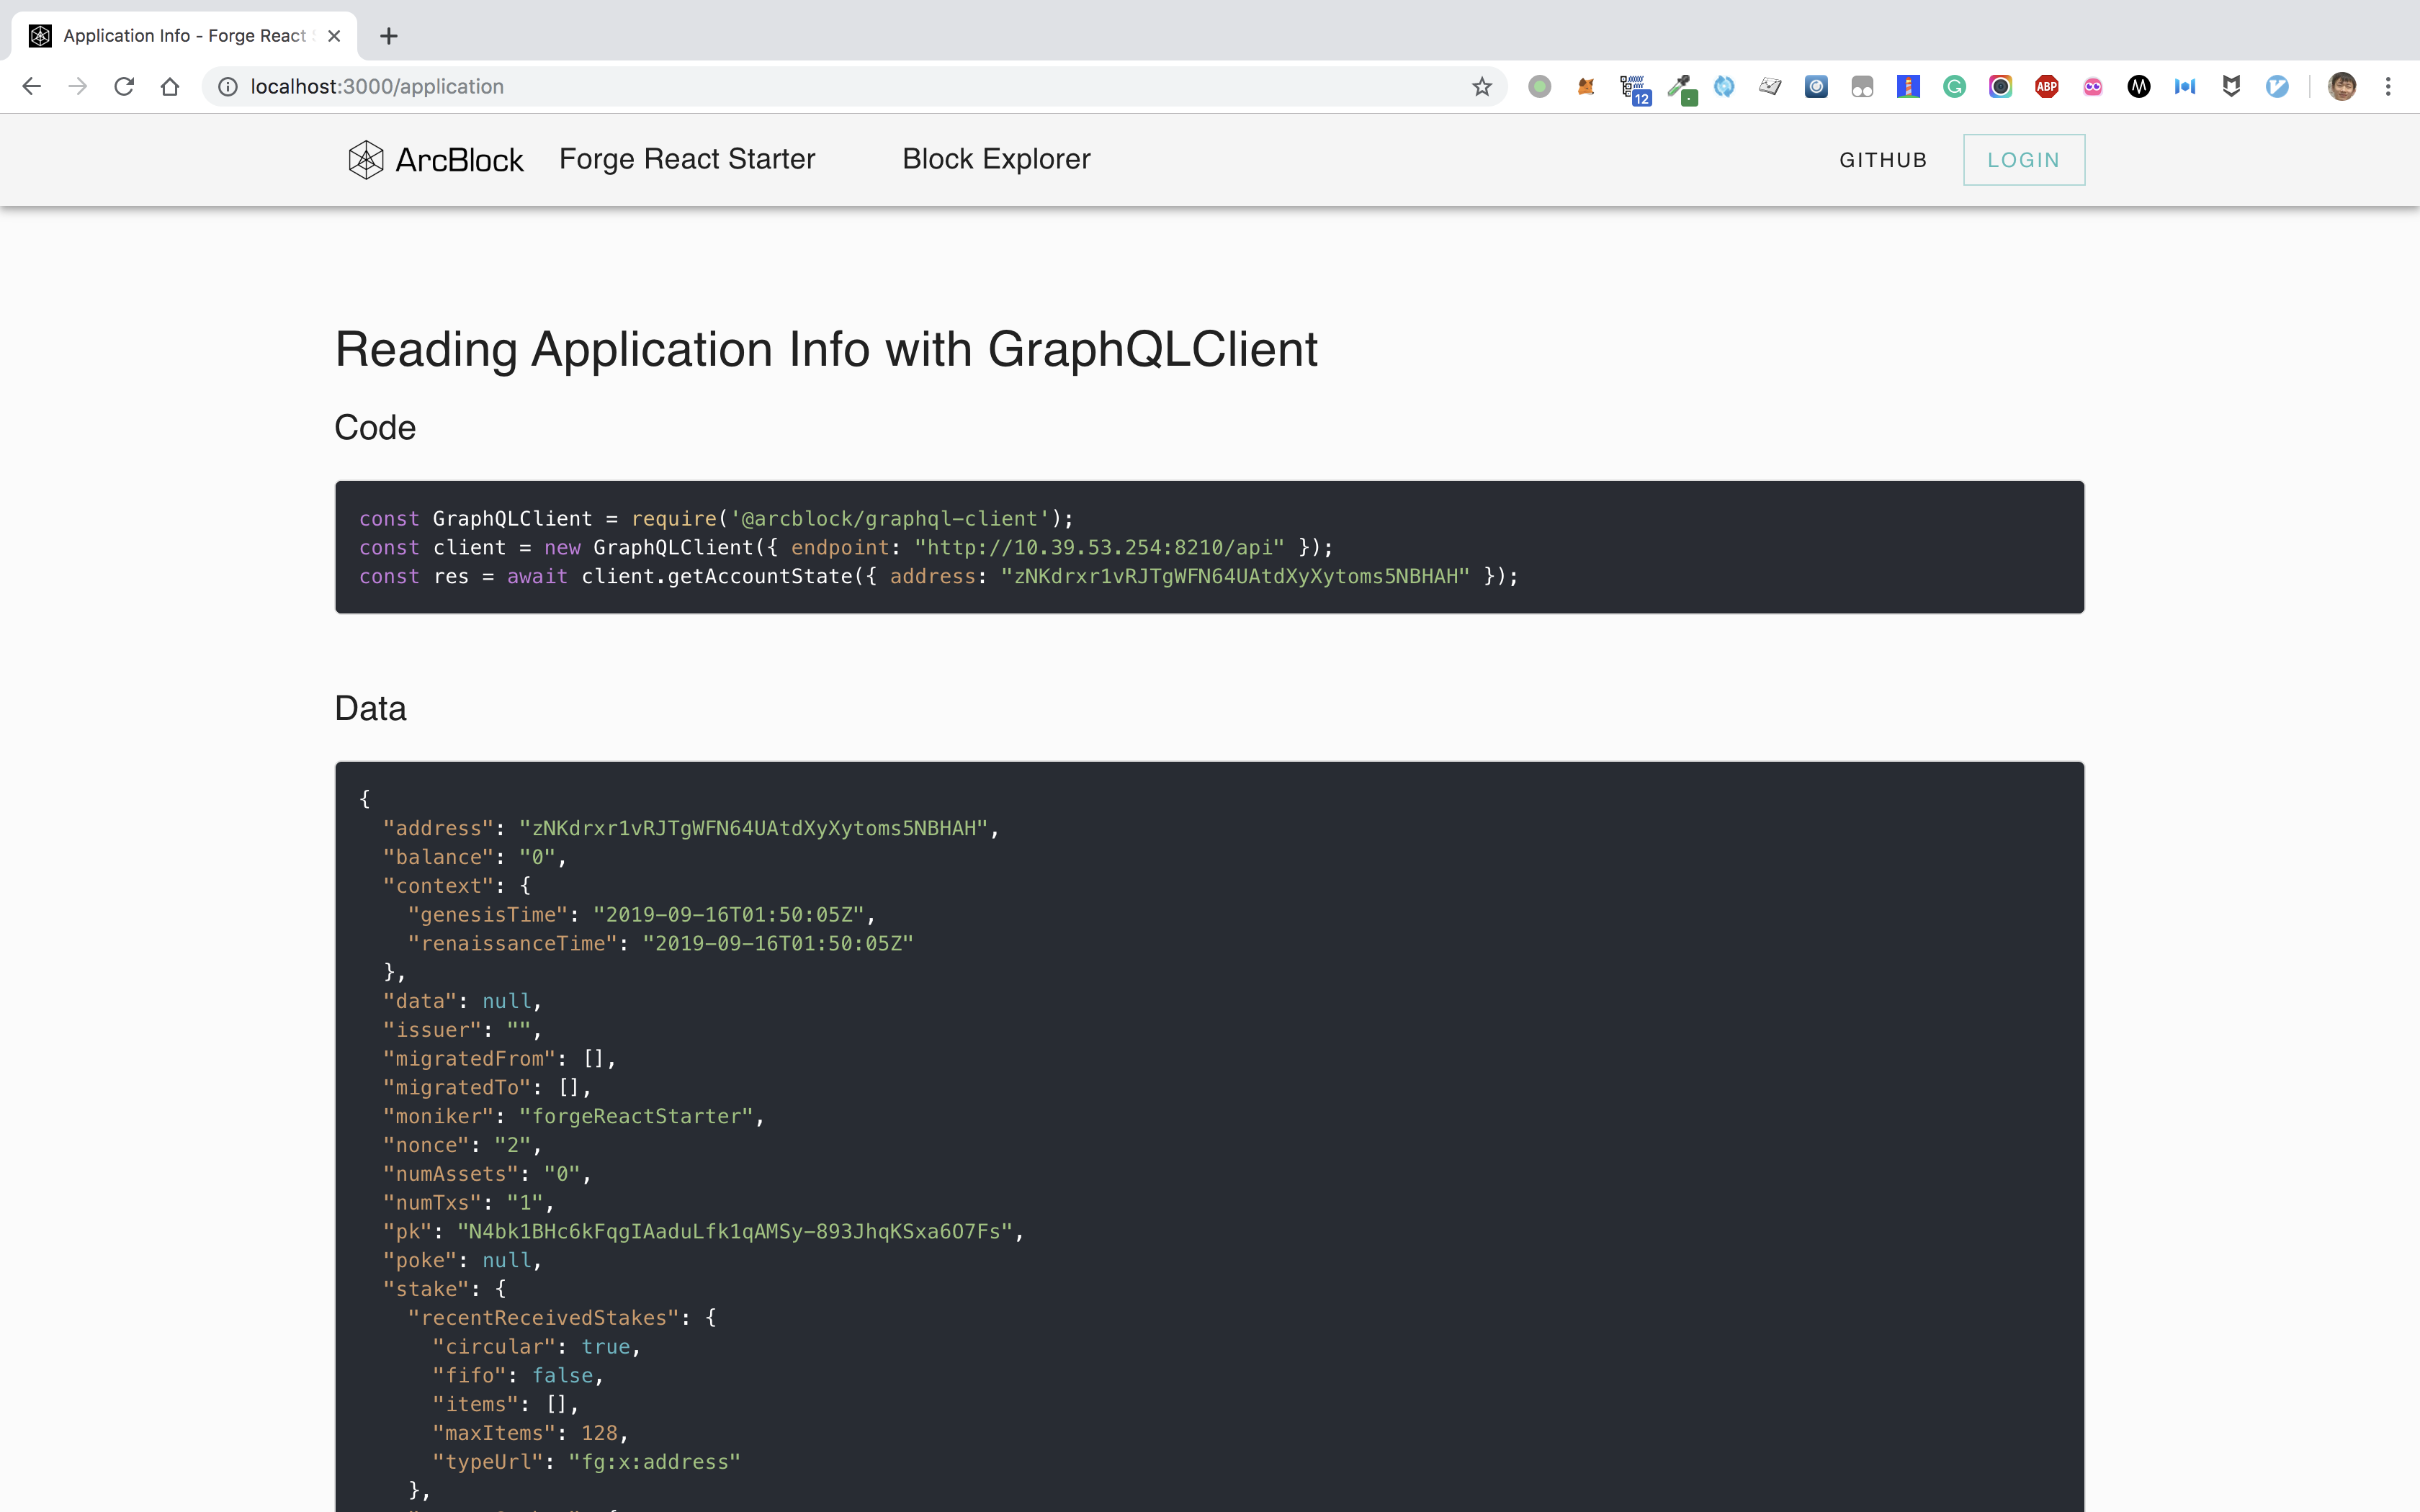 Application Info - Forge React
localhost:3000/application
12
ABP
ArcBlock
Forge React Starter
Block Explorer
GITHUB
LOGIN
Reading Application Info with GraphQLClient
Code
const GraphQLClient = require('@arcblock/graphql-client');
const client = new GraphQLClient({ endpoint: "http://10.39.53.254:8210/api" });
const res = await client.getAccountState({ address: "zNKdrxr1vRJTgWFN64UAtdXyXytoms5NBHAH" });
Data
{
"address": "zNKdrxr1vRJTgWFN64UAtdXyXytoms5NBHAH",
"balance": "0",
"context": {
"genesisTime": "2019-09-16T01:50:05Z",
"renaissanceTime": "2019-09-16T01:50:05Z"
},
"data": null,
"issuer": "",
"migratedFrom": [],
"migratedTo": [],
"moniker": "forgeReactStarter",
"nonce": "2",
"numAssets": "0",
"numTxs": "1",
"pk": "N4bk1BHc6kFqgIAaduLfk1qAMSy-893JhqKSxa6O7Fs",
"poke": null,
"stake": {
"recentReceivedStakes": {
"circular": true,
"fifo": false,
"items": [],
"maxItems": 128,
"typeUrl": "fg:x:address"
},